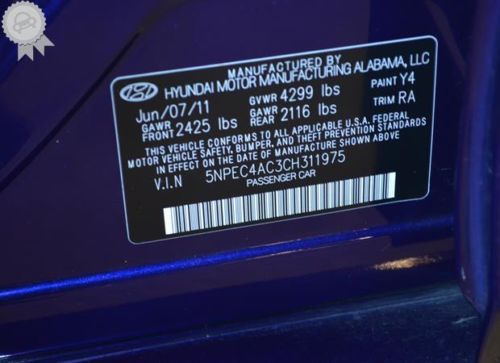 MANUFACTURED BY
HYUNDAI MOTOR MANUFACTURING ALABAMA, LLC
Jun/07/11 GVWR 4299 lbs PAINT Y4
GAWR FRONT 2425 lbs GAWR REAR 2116 lbs TRIM RA
THIS VEHICLE CONFORMS TO ALL APPLICABLE U.S.A. FEDERAL
MOTOR VEHICLE SAFETY, BUMPER, AND THEFT PREVENTION STANDARDS
IN EFFECT ON THE DATE OF MANUFACTURE SHOWN ABOVE
V.I.N 5NPEC4AC3CH311975
PASSENGER CAR